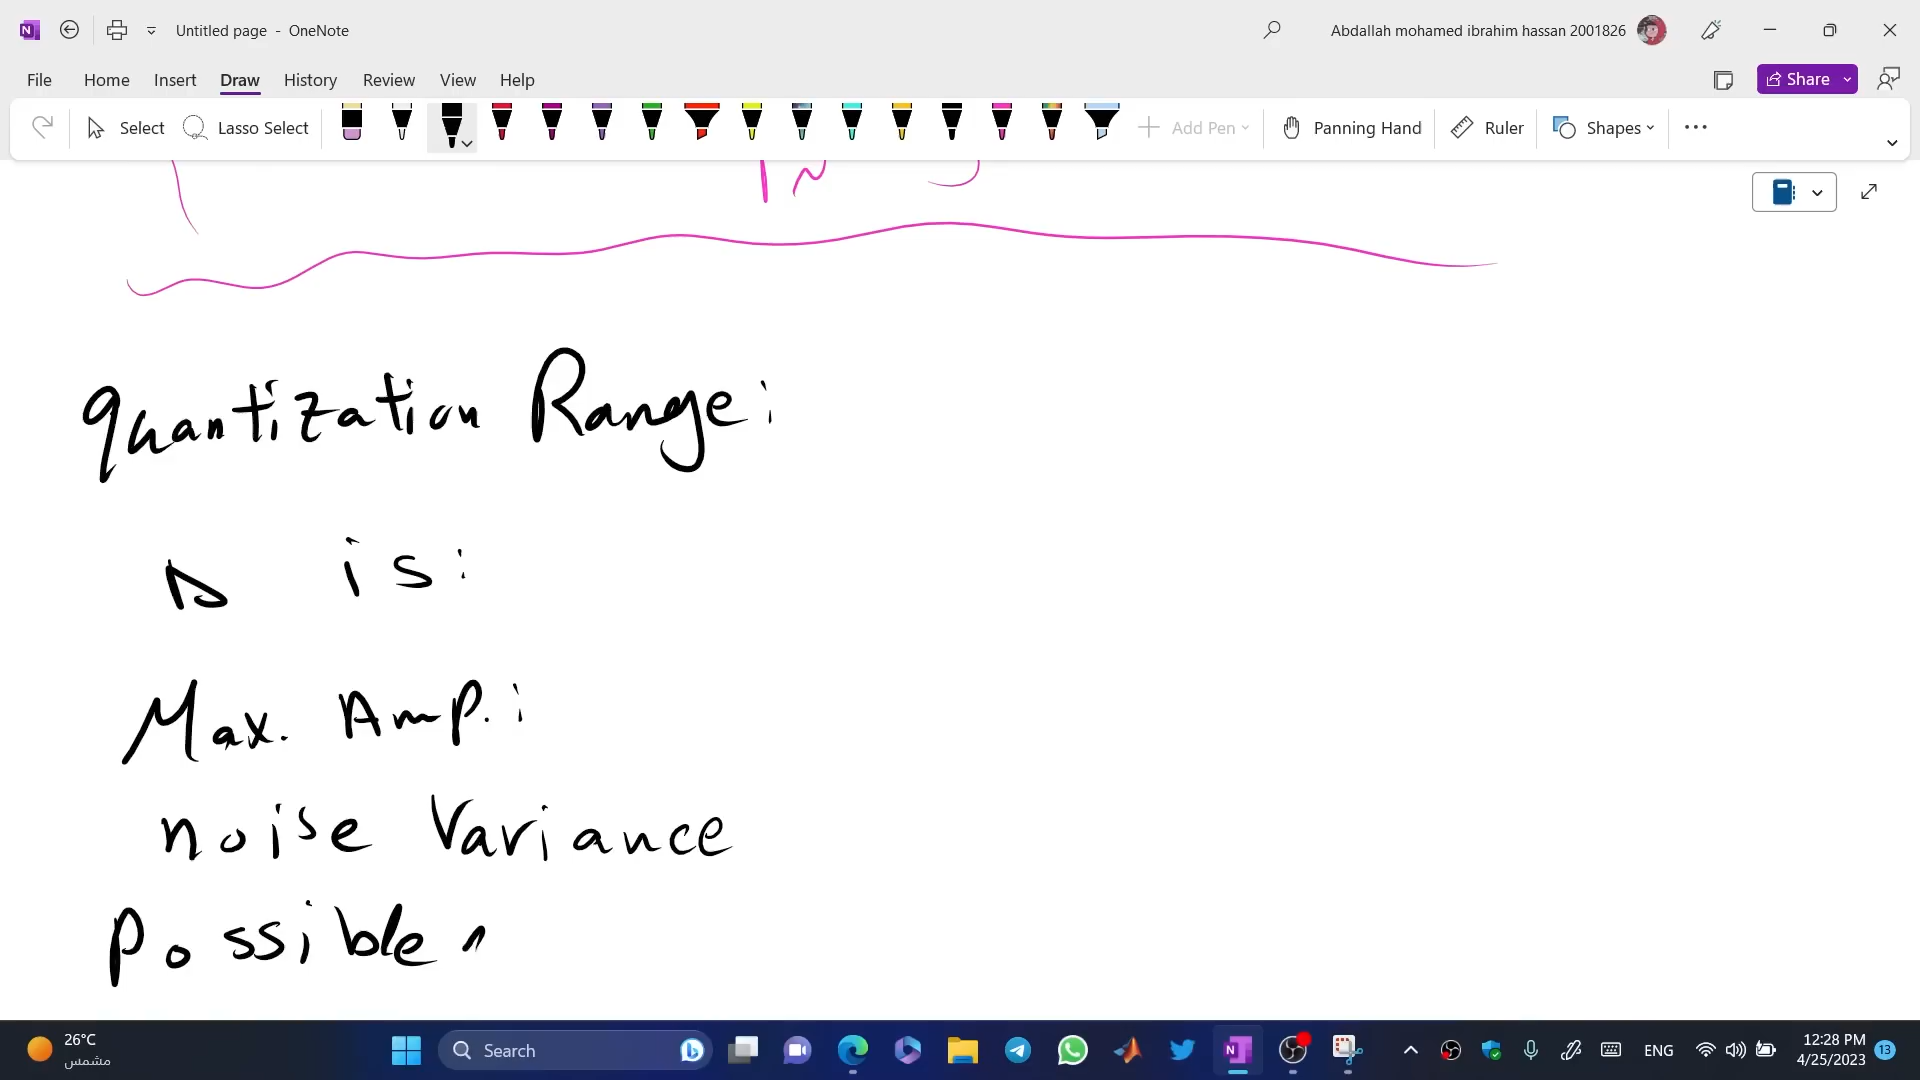 Untitled page - OneNote
Abdallah mohamed ibrahim hassan 2001826
File Home Insert Draw History Review View Help
Share
Select Lasso Select Add Pen Panning Hand Ruler Shapes
quantization Range:
Δ is:
Max. Amp.:
noise Variance
Possible
26°C
مشمس
Search
ENG
12:28 PM
4/25/2023
13